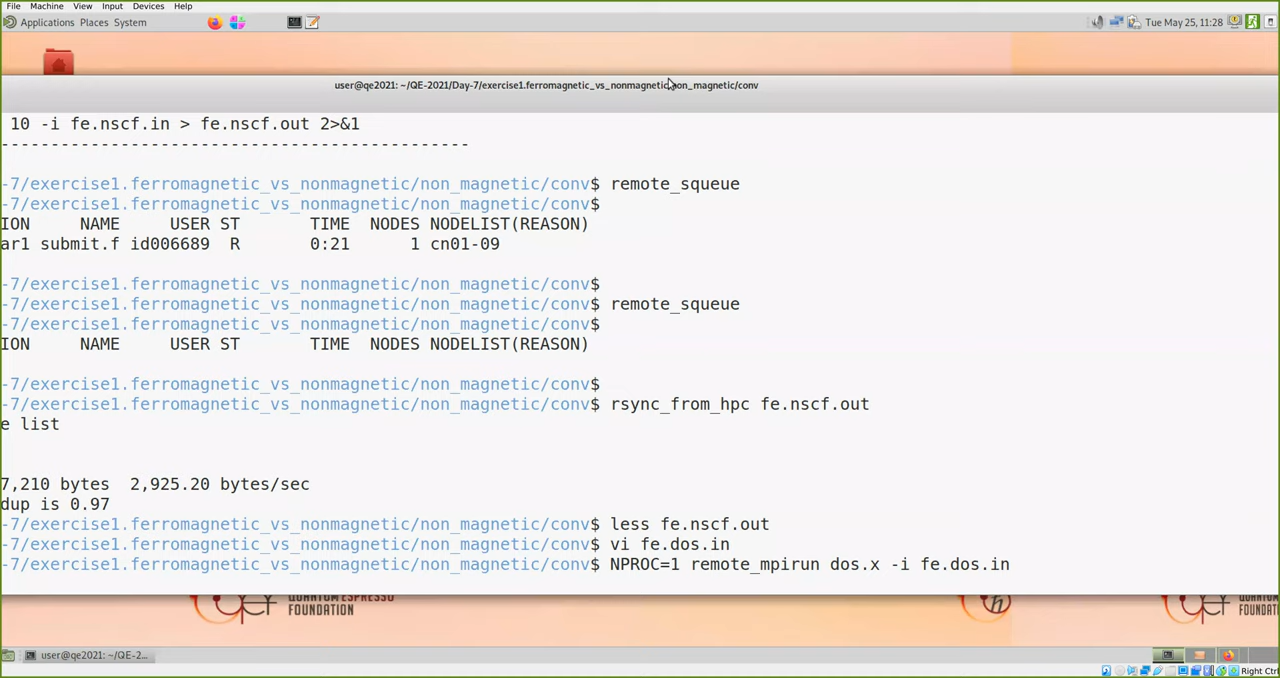 File Machine View Input Devices Help
Applications Places System Tue May 25, 11:28
user@qe2021: ~/QE-2021/Day-7/exercise1.ferromagnetic_vs_nonmagnetic/non_magnetic/conv
10 -i fe.nscf.in > fe.nscf.out 2>&1
-----------------------------------------------
-7/exercise1.ferromagnetic_vs_nonmagnetic/non_magnetic/conv$ remote_squeue
-7/exercise1.ferromagnetic_vs_nonmagnetic/non_magnetic/conv$
ION NAME USER ST TIME NODES NODELIST(REASON)
ar1 submit.f id006689 R 0:21 1 cn01-09
-7/exercise1.ferromagnetic_vs_nonmagnetic/non_magnetic/conv$
-7/exercise1.ferromagnetic_vs_nonmagnetic/non_magnetic/conv$ remote_squeue
-7/exercise1.ferromagnetic_vs_nonmagnetic/non_magnetic/conv$
ION NAME USER ST TIME NODES NODELIST(REASON)
-7/exercise1.ferromagnetic_vs_nonmagnetic/non_magnetic/conv$
-7/exercise1.ferromagnetic_vs_nonmagnetic/non_magnetic/conv$ rsync_from_hpc fe.nscf.out
e list
7,210 bytes 2,925.20 bytes/sec
dup is 0.97
-7/exercise1.ferromagnetic_vs_nonmagnetic/non_magnetic/conv$ less fe.nscf.out
-7/exercise1.ferromagnetic_vs_nonmagnetic/non_magnetic/conv$ vi fe.dos.in
-7/exercise1.ferromagnetic_vs_nonmagnetic/non_magnetic/conv$ NPROC=1 remote_mpirun dos.x -i fe.dos.in
QUANTUM ESPRESSO
FOUNDATION
user@qe2021: ~/QE-2...
Right Ctrl